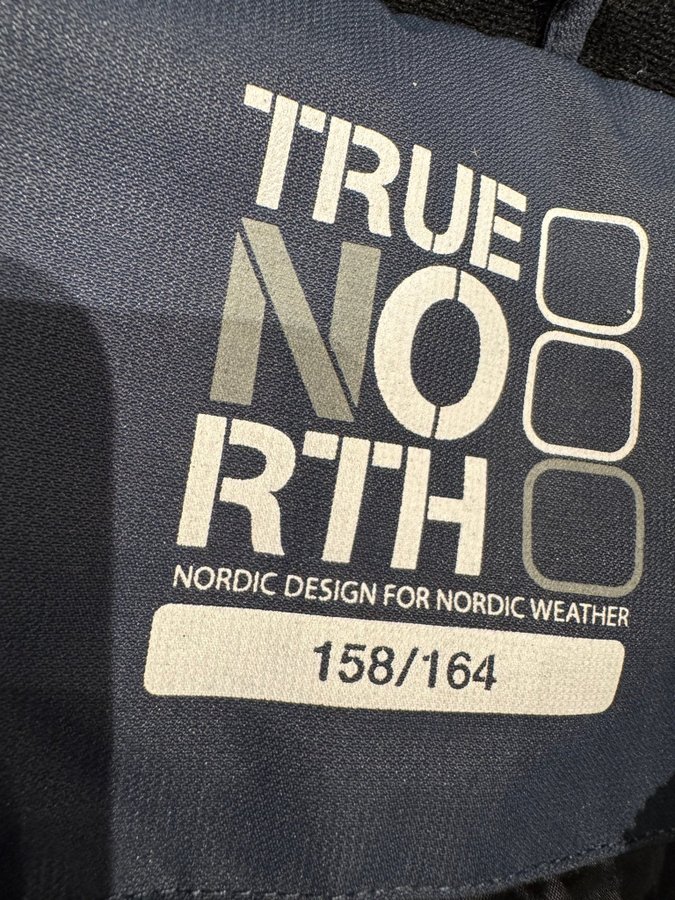 TRUE
NO
RTH
NORDIC DESIGN FOR NORDIC WEATHER
158/164